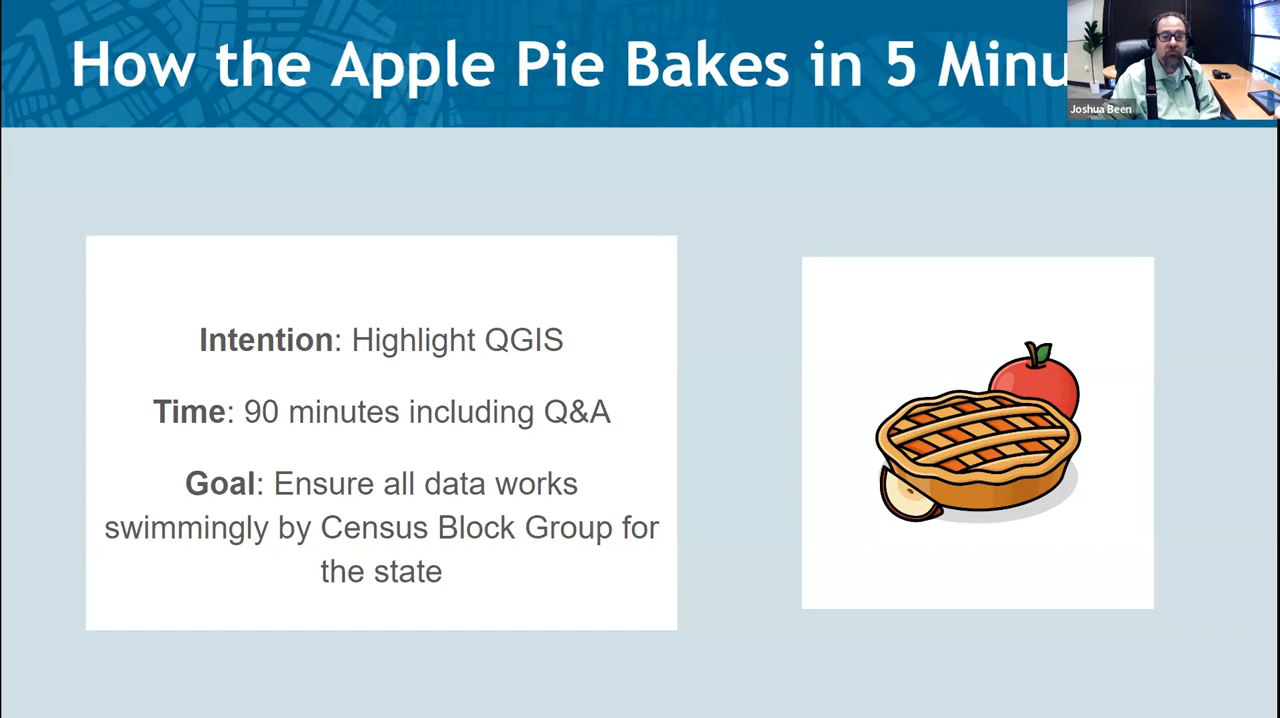 How the Apple Pie Bakes in 5 Minu
Joshua Been
Intention: Highlight QGIS
Time: 90 minutes including Q&A
Goal: Ensure all data works
swimmingly by Census Block Group for
the state